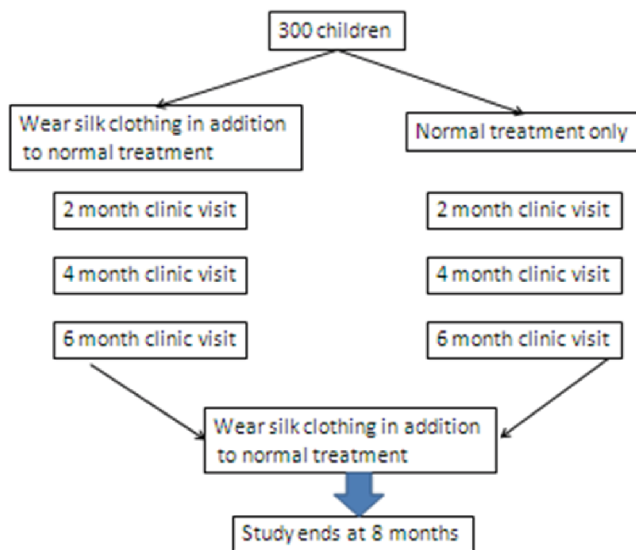 300 children
Wear silk clothing in addition
to normal treatment
Normal treatment only
2 month clinic visit
2 month clinic visit
4 month clinic visit
4 month clinic visit
6 month clinic visit
6 month clinic visit
Wear silk clothing in addition
to normal treatment
Study ends at 8 months